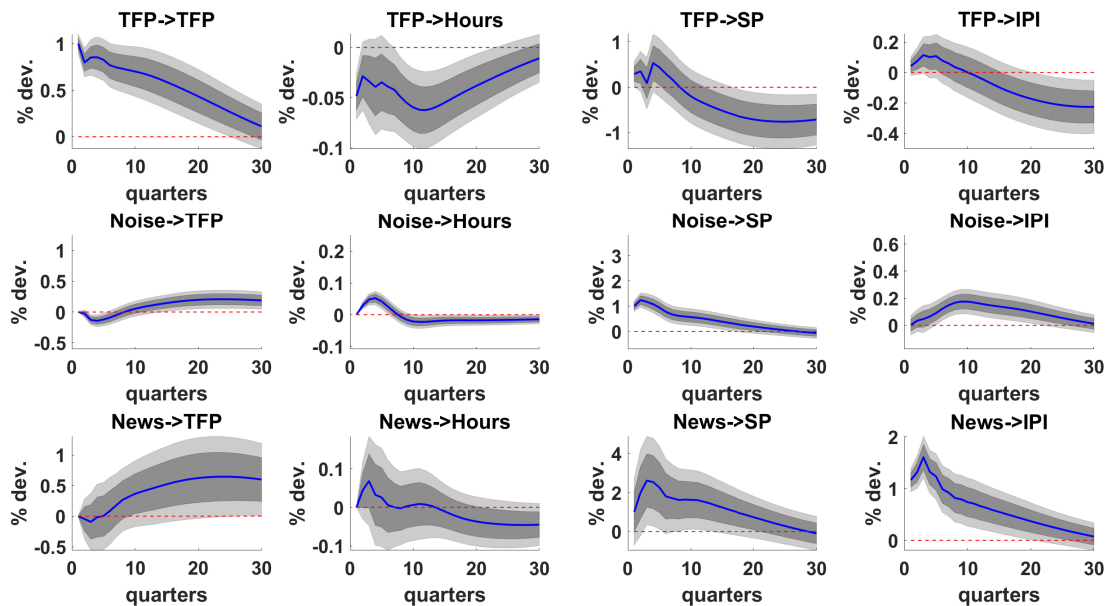 TFP->TFP
% dev.
1
0.5
0
0 10 20 30
quarters
TFP->Hours
% dev.
0
-0.05
-0.1
0 10 20 30
quarters
TFP->SP
% dev.
1
0
-1
0 10 20 30
quarters
TFP->IPI
% dev.
0.2
0
-0.2
-0.4
0 10 20 30
quarters
Noise->TFP
% dev.
1
0.5
0
-0.5
0 10 20 30
quarters
Noise->Hours
% dev.
0.2
0.1
0
-0.1
0 10 20 30
quarters
Noise->SP
% dev.
3
2
1
0
0 10 20 30
quarters
Noise->IPI
% dev.
0.6
0.4
0.2
0
0 10 20 30
quarters
News->TFP
% dev.
1
0.5
0
-0.5
0 10 20 30
quarters
News->Hours
% dev.
0.1
0
-0.1
0 10 20 30
quarters
News->SP
% dev.
4
2
0
0 10 20 30
quarters
News->IPI
% dev.
2
1
0
0 10 20 30
quarters